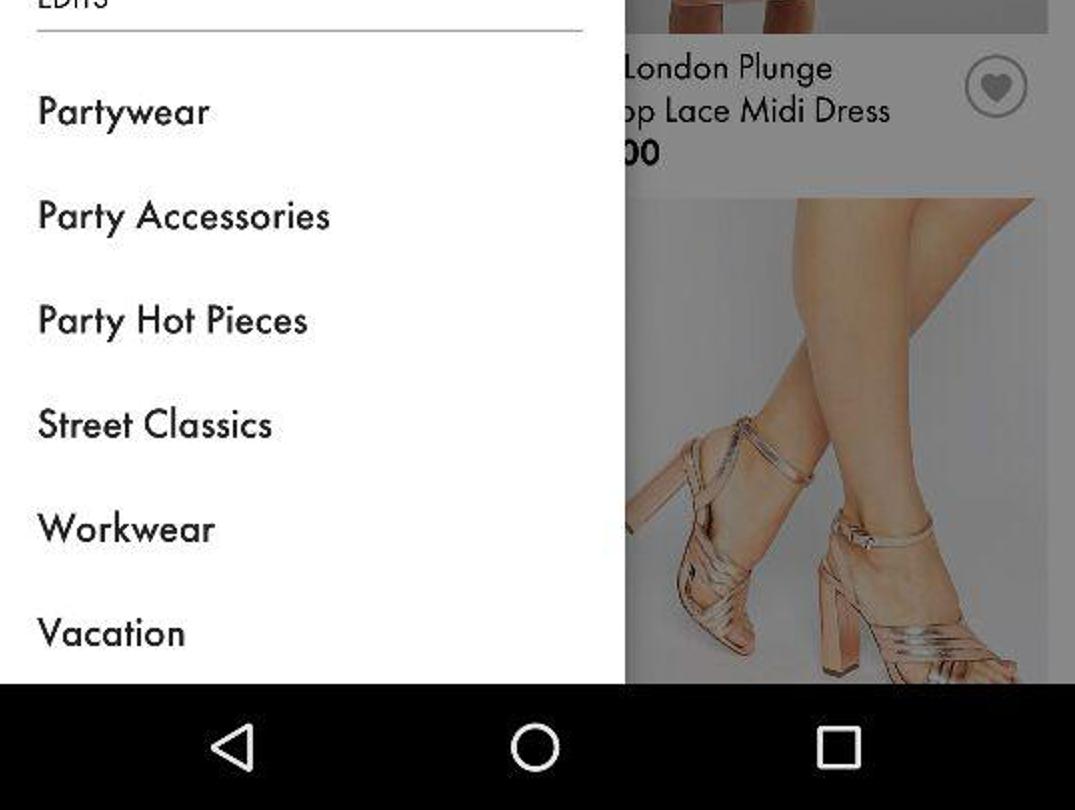 EDITS
Partywear
Party Accessories
Party Hot Pieces
Street Classics
Workwear
Vacation
London Plunge
op Lace Midi Dress
00